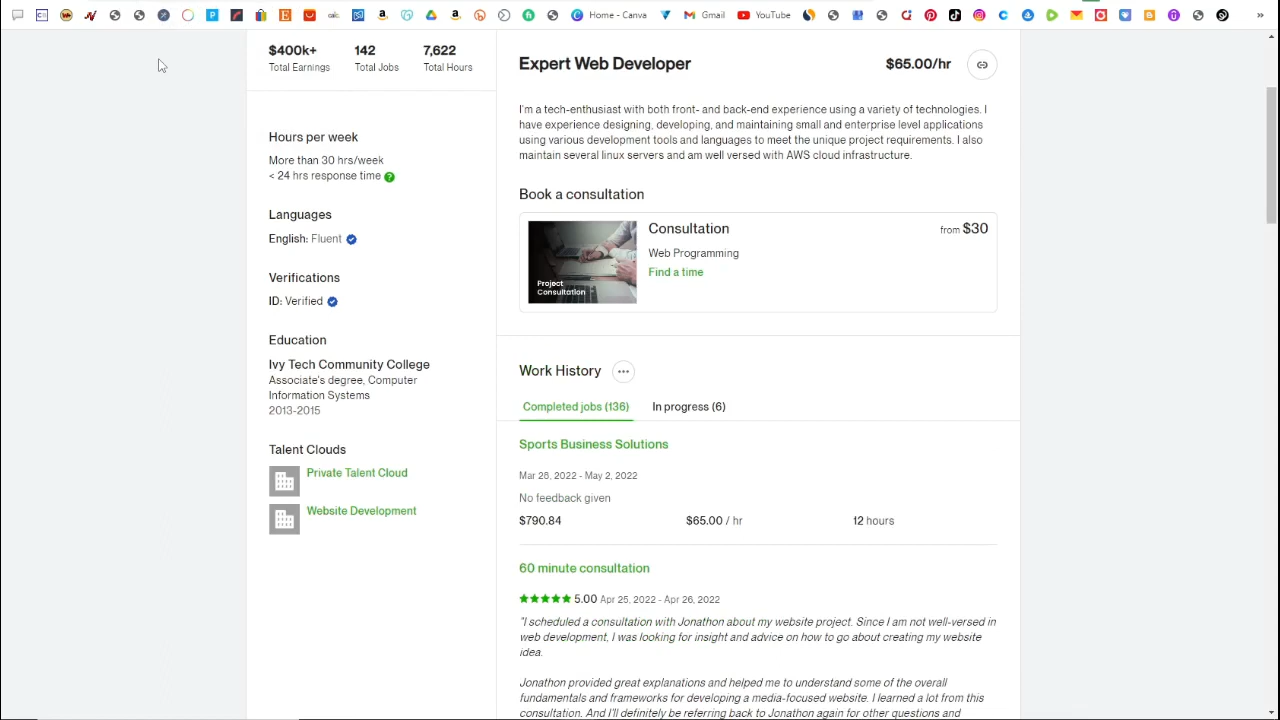 Home - Canva
Gmail
YouTube
»
$400k+
142
7,622
Total Earnings
Total Jobs
Total Hours
Hours per week
More than 30 hrs/week
< 24 hrs response time ?
Languages
English: Fluent
Verifications
ID: Verified
Education
Ivy Tech Community College
Associate's degree, Computer
Information Systems
2013-2015
Talent Clouds
Private Talent Cloud
Website Development
Expert Web Developer
$65.00/hr
I'm a tech-enthusiast with both front- and back-end experience using a variety of technologies. I
have experience designing, developing, and maintaining small and enterprise level applications
using various development tools and languages to meet the unique project requirements. I also
maintain several linux servers and am well versed with AWS cloud infrastructure.
Book a consultation
Project
Consultation
Consultation
from $30
Web Programming
Find a time
Work History
Completed jobs (136)
In progress (6)
Sports Business Solutions
Mar 28, 2022 - May 2, 2022
No feedback given
$790.84
$65.00 / hr
12 hours
60 minute consultation
5.00 Apr 25, 2022 - Apr 26, 2022
"I scheduled a consultation with Jonathon about my website project. Since I am not well-versed in
web development, I was looking for insight and advice on how to go about creating my website
idea.
Jonathon provided great explanations and helped me to understand some of the overall
fundamentals and frameworks for developing a media-focused website. I learned a lot from this
consultation. And I'll definitely be referring back to Jonathon again for other questions and